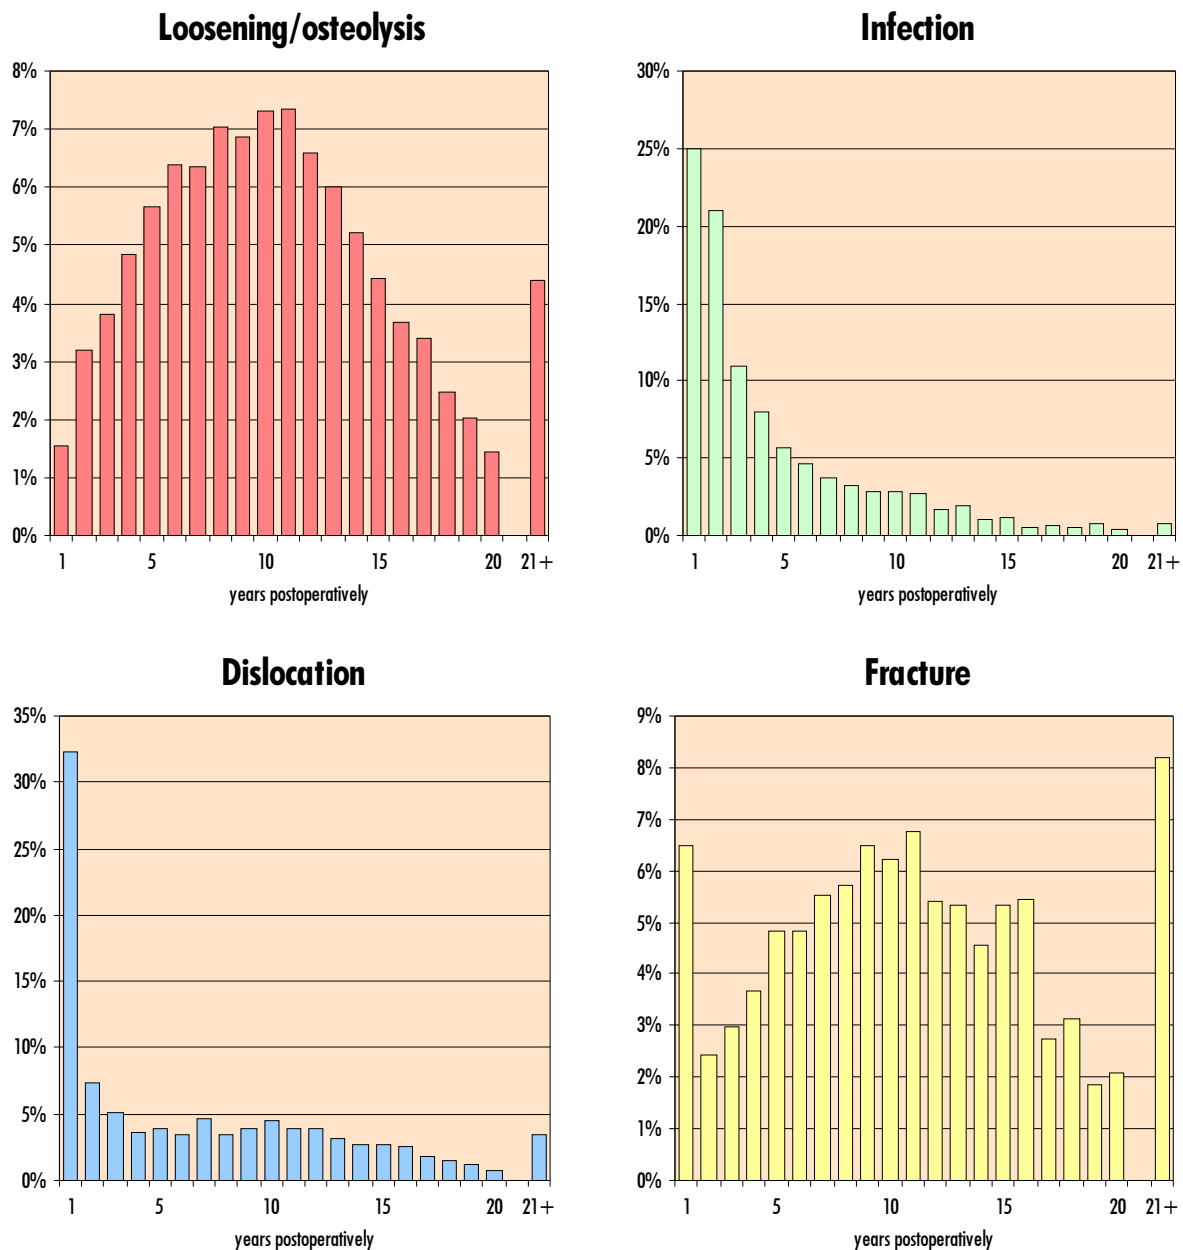 Loosening/osteolysis
8%
7%
6%
5%
4%
3%
2%
1%
0%
1 5 10 15 20 21+
years postoperatively
Infection
30%
25%
20%
15%
10%
5%
0%
1 5 10 15 20 21+
years postoperatively
Dislocation
35%
30%
25%
20%
15%
10%
5%
0%
1 5 10 15 20 21+
years postoperatively
Fracture
9%
8%
7%
6%
5%
4%
3%
2%
1%
0%
1 5 10 15 20 21+
years postoperatively